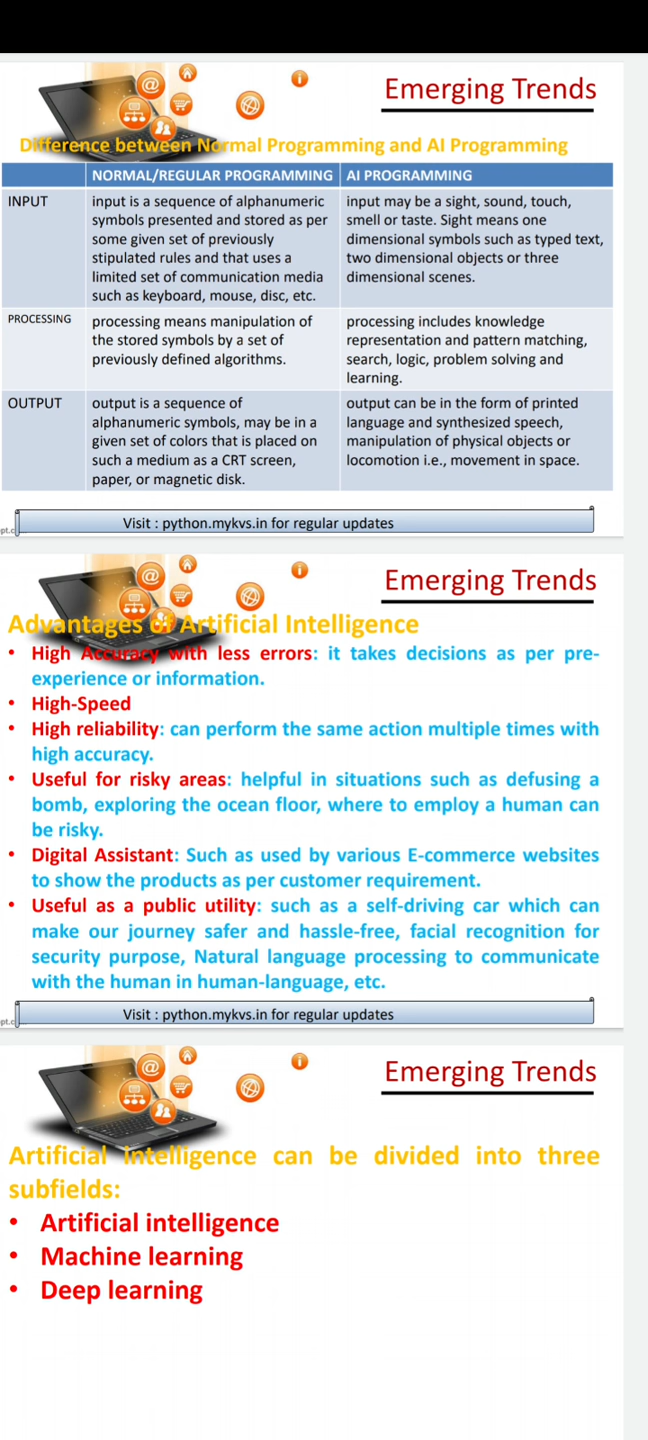 Emerging Trends
Difference between Normal Programming and AI Programming
NORMAL/REGULAR PROGRAMMING
AI PROGRAMMING
INPUT
input is a sequence of alphanumeric
symbols presented and stored as per
some given set of previously
stipulated rules and that uses a
limited set of communication media
such as keyboard, mouse, disc, etc.
input may be a sight, sound, touch,
smell or taste. Sight means one
dimensional symbols such as typed text,
two dimensional objects or three
dimensional scenes.
PROCESSING
processing means manipulation of
the stored symbols by a set of
previously defined algorithms.
processing includes knowledge
representation and pattern matching,
search, logic, problem solving and
learning.
OUTPUT
output is a sequence of
alphanumeric symbols, may be in a
given set of colors that is placed on
such a medium as a CRT screen,
paper, or magnetic disk.
output can be in the form of printed
language and synthesized speech,
manipulation of physical objects or
locomotion i.e., movement in space.
Visit : python.mykvs.in for regular updates
Emerging Trends
Advantages of Artificial Intelligence
• High Accuracy with less errors: it takes decisions as per pre-
experience or information.
• High-Speed
• High reliability: can perform the same action multiple times with
high accuracy.
• Useful for risky areas: helpful in situations such as defusing a
bomb, exploring the ocean floor, where to employ a human can
be risky.
• Digital Assistant: Such as used by various E-commerce websites
to show the products as per customer requirement.
• Useful as a public utility: such as a self-driving car which can
make our journey safer and hassle-free, facial recognition for
security purpose, Natural language processing to communicate
with the human in human-language, etc.
Visit : python.mykvs.in for regular updates
Emerging Trends
Artificial Intelligence can be divided into three
subfields:
• Artificial intelligence
• Machine learning
• Deep learning